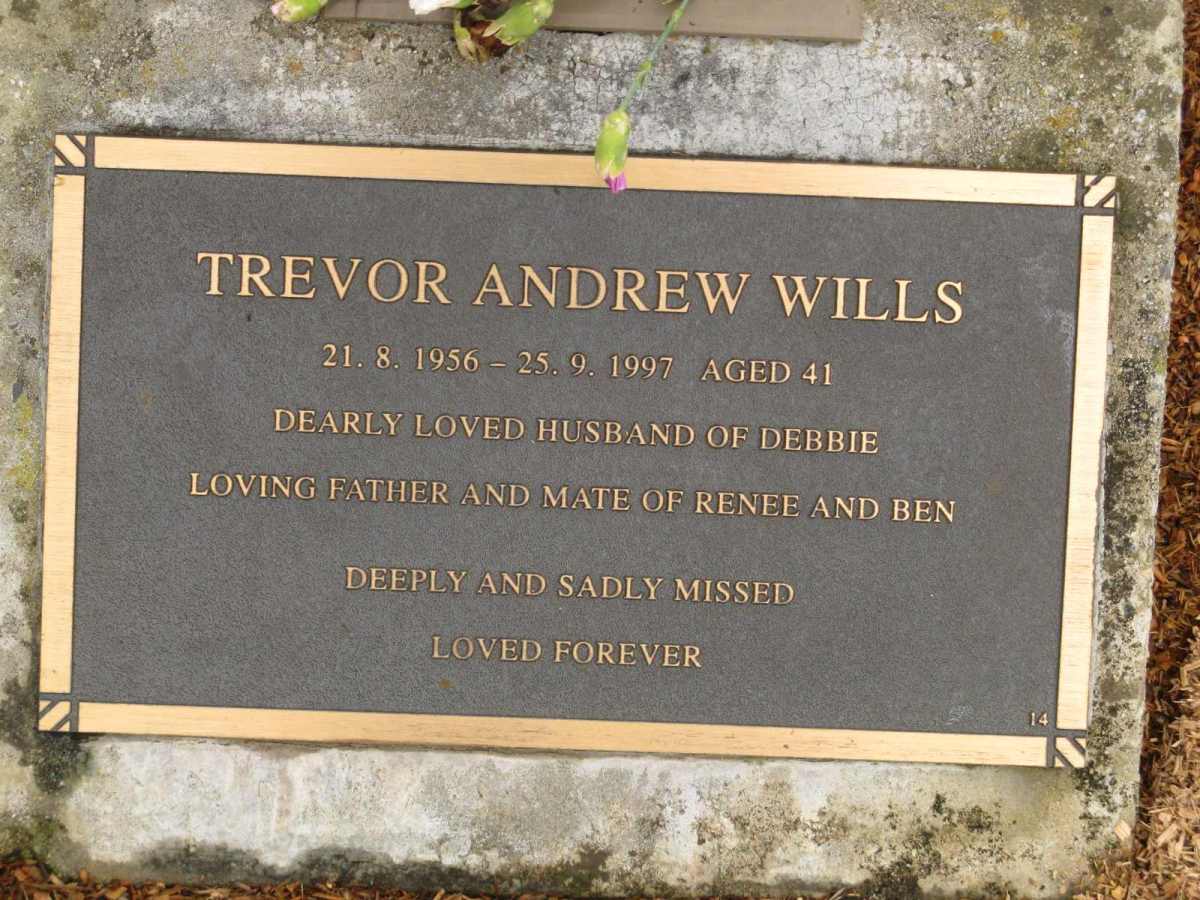 TREVOR ANDREW WILLS
21. 8. 1956 – 25. 9. 1997 AGED 41
DEARLY LOVED HUSBAND OF DEBBIE
LOVING FATHER AND MATE OF RENEE AND BEN
DEEPLY AND SADLY MISSED
LOVED FOREVER
14